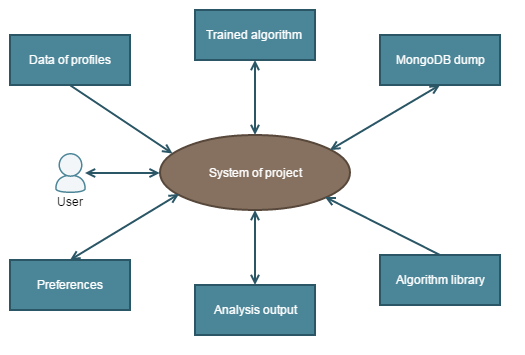 Trained algorithm
Data of profiles
MongoDB dump
System of project
User
Preferences
Algorithm library
Analysis output